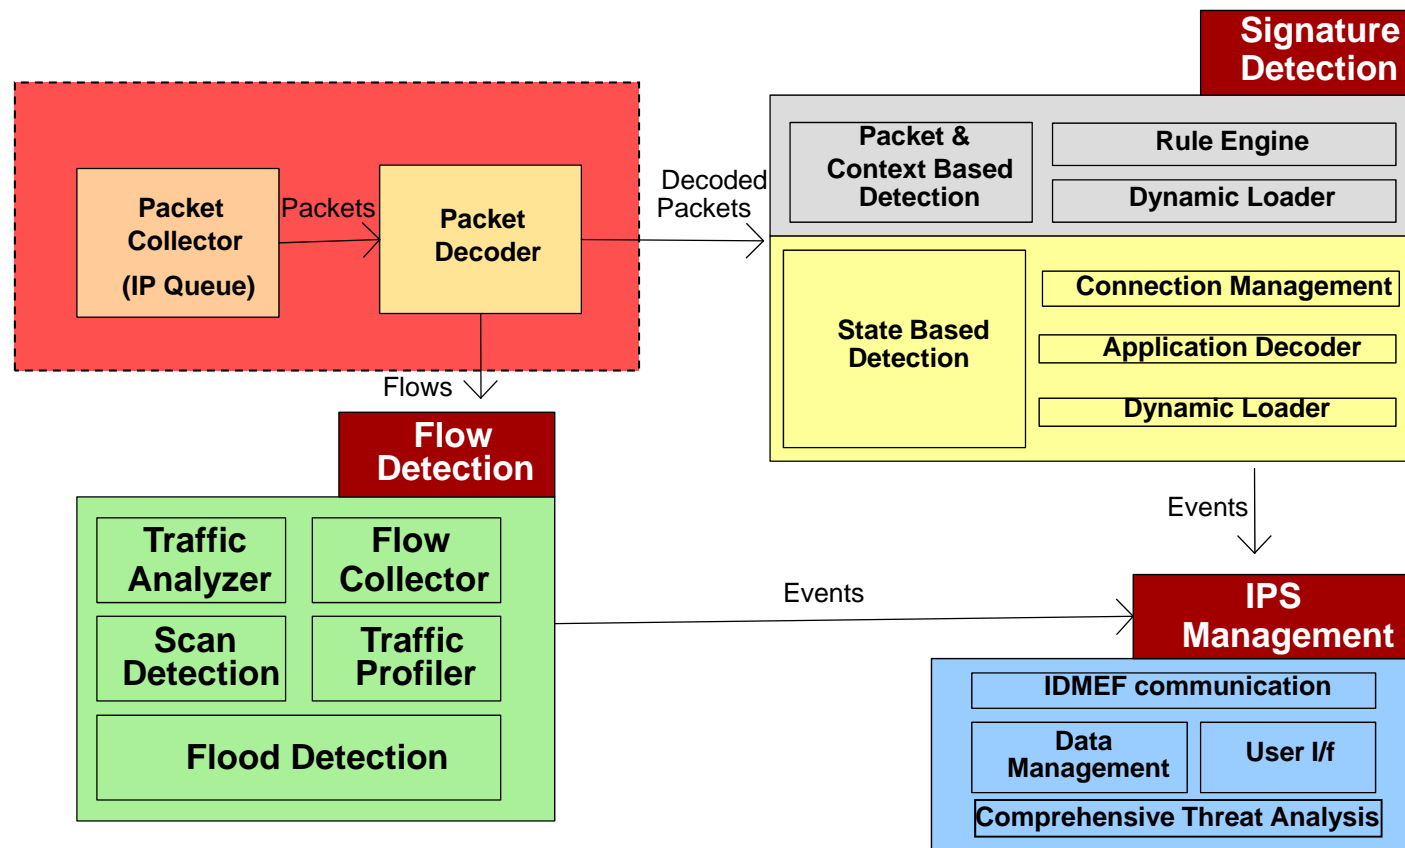 Signature
Detection
Packet &
Context Based
Detection
Rule Engine
Dynamic Loader
Packet
Collector
(IP Queue)
Packets
Packet
Decoder
Decoded
Packets
State Based
Detection
Connection Management
Application Decoder
Dynamic Loader
Flows
Flow
Detection
Events
Traffic
Analyzer
Flow
Collector
Scan
Detection
Traffic
Profiler
Flood Detection
Events
IPS
Management
IDMEF communication
Data
Management
User I/f
Comprehensive Threat Analysis